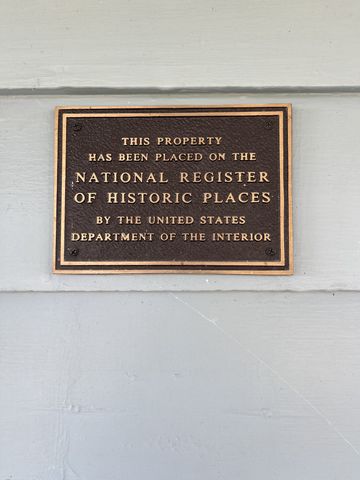 THIS PROPERTY
HAS BEEN PLACED ON THE
NATIONAL REGISTER
OF HISTORIC PLACES
BY THE UNITED STATES
DEPARTMENT OF THE INTERIOR